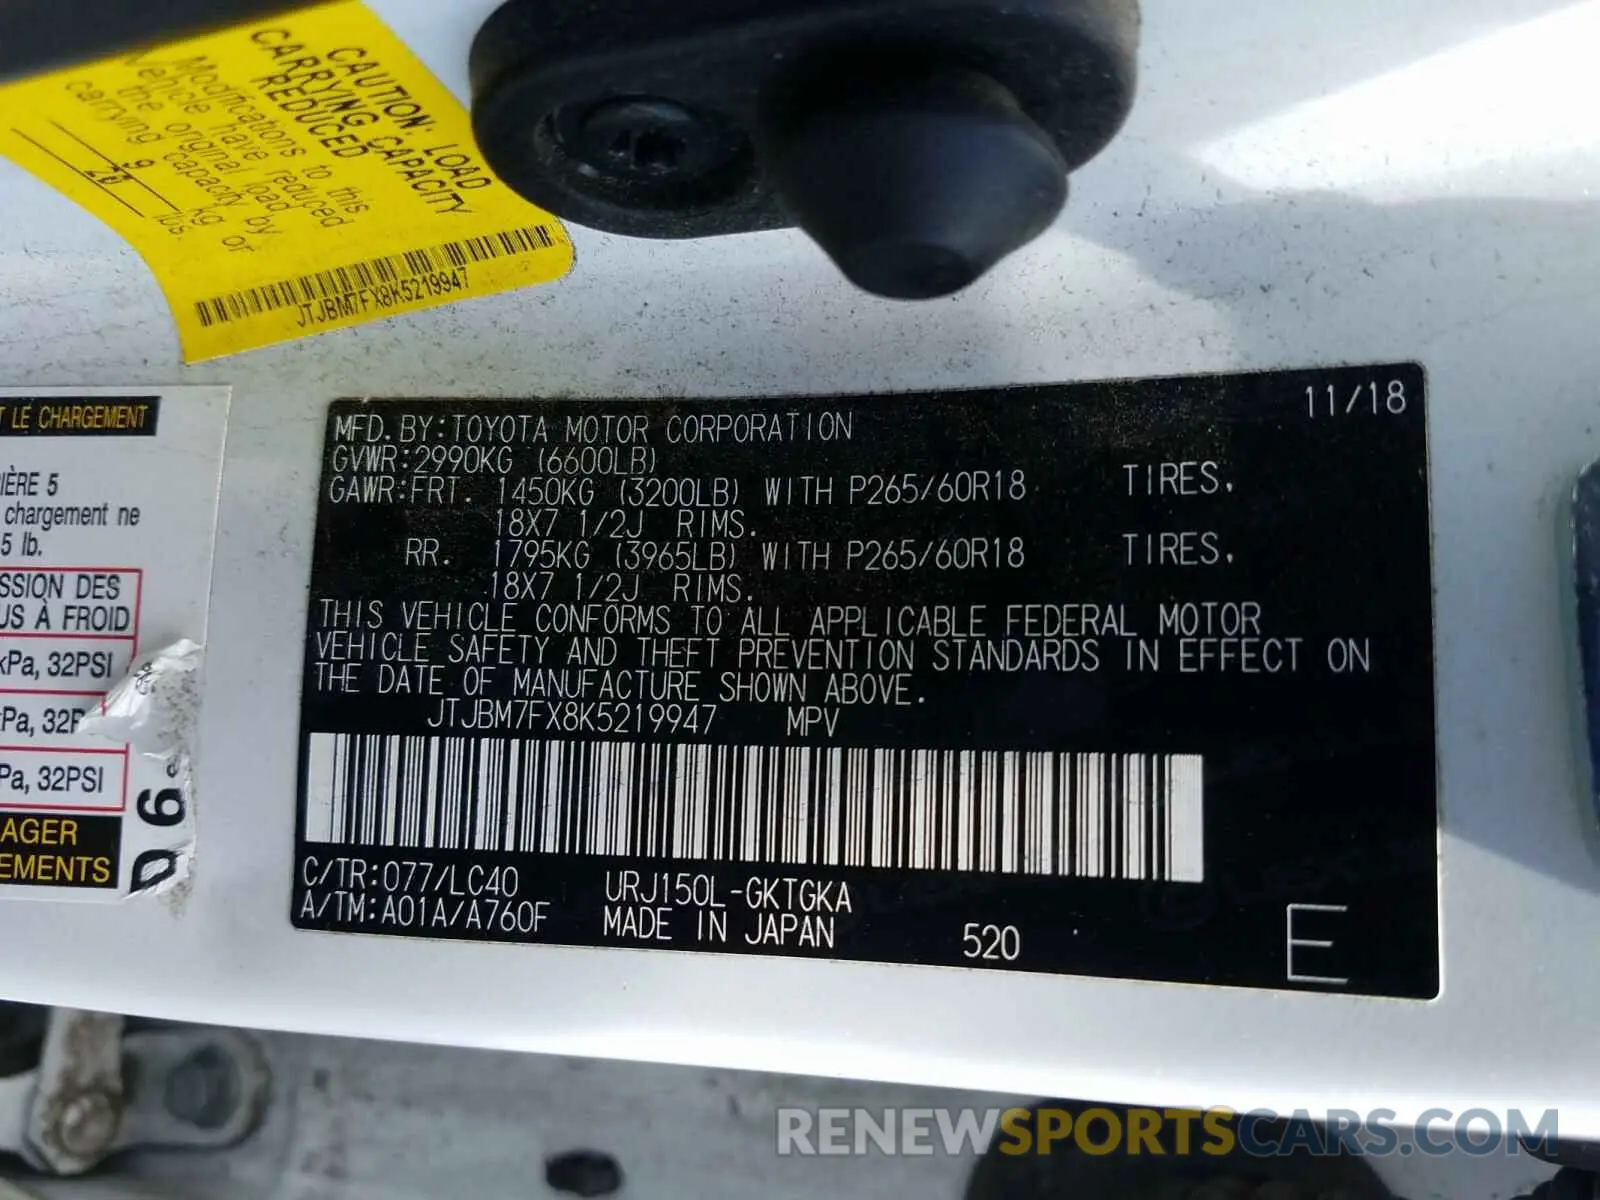 CAUTION: LOAD
CARRYING CAPACITY
REDUCED
Modifications to this
vehicle have reduced
the original load
carrying capacity by
9 kg or
20 lbs.
JTJBM7FX8K5219947
T LE CHARGEMENT
IÈRE 5
chargement ne
5 lb.
SSION DES
US À FROID
kPa, 32PSI
kPa, 32P
Pa, 32PSI
AGER
EMENTS
D6
11/18
MFD.BY:TOYOTA MOTOR CORPORATION
GVWR:2990KG (6600LB)
GAWR:FRT. 1450KG (3200LB) WITH P265/60R18 TIRES,
18X7 1/2J RIMS.
RR. 1795KG (3965LB) WITH P265/60R18 TIRES,
18X7 1/2J RIMS.
THIS VEHICLE CONFORMS TO ALL APPLICABLE FEDERAL MOTOR
VEHICLE SAFETY AND THEFT PREVENTION STANDARDS IN EFFECT ON
THE DATE OF MANUFACTURE SHOWN ABOVE.
JTJBM7FX8K5219947 MPV
C/TR:077/LC40 URJ150L-GKTGKA
A/TM:A01A/A760F MADE IN JAPAN 520 E
RENEWSPORTSCARS.COM